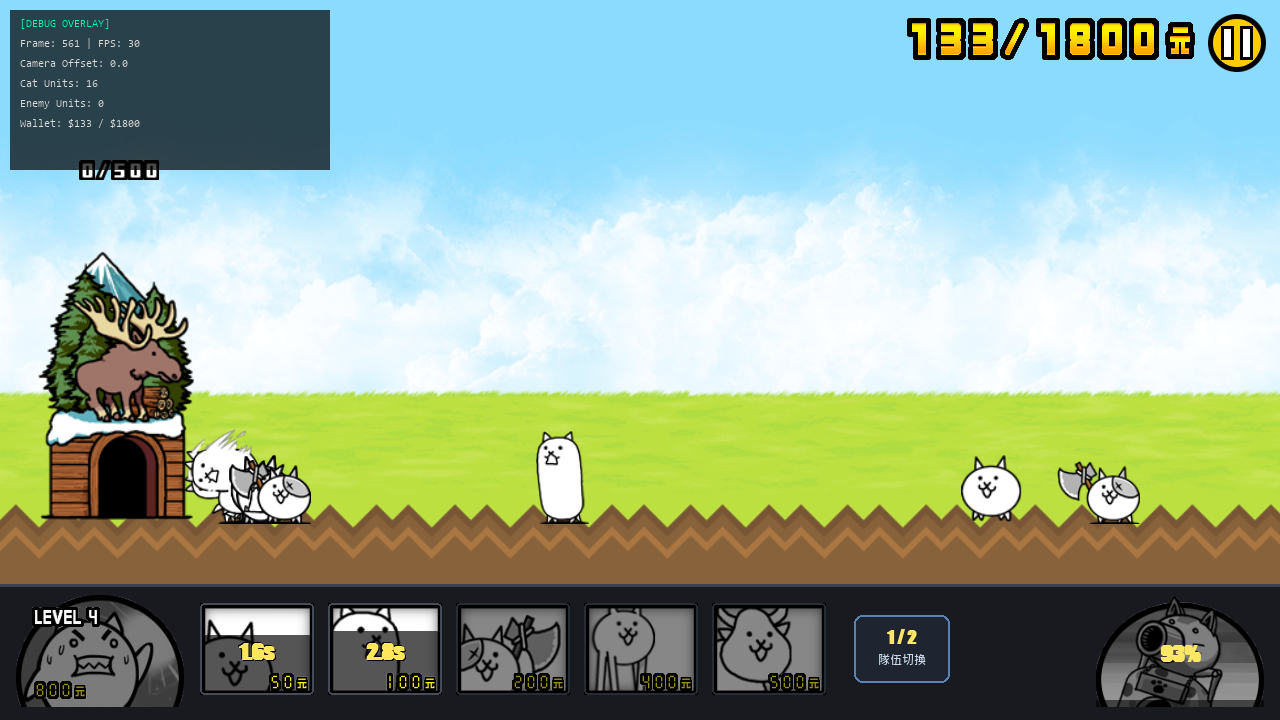 [DEBUG OVERLAY]
Frame: 561 | FPS: 30
Camera Offset: 0.0
Cat Units: 16
Enemy Units: 0
Wallet: $133 / $1800
133/1800元
0/500
LEVEL 4
800元
1.6s
50元
2.8s
100元
200元
400元
500元
1/2
隊伍切換
93%